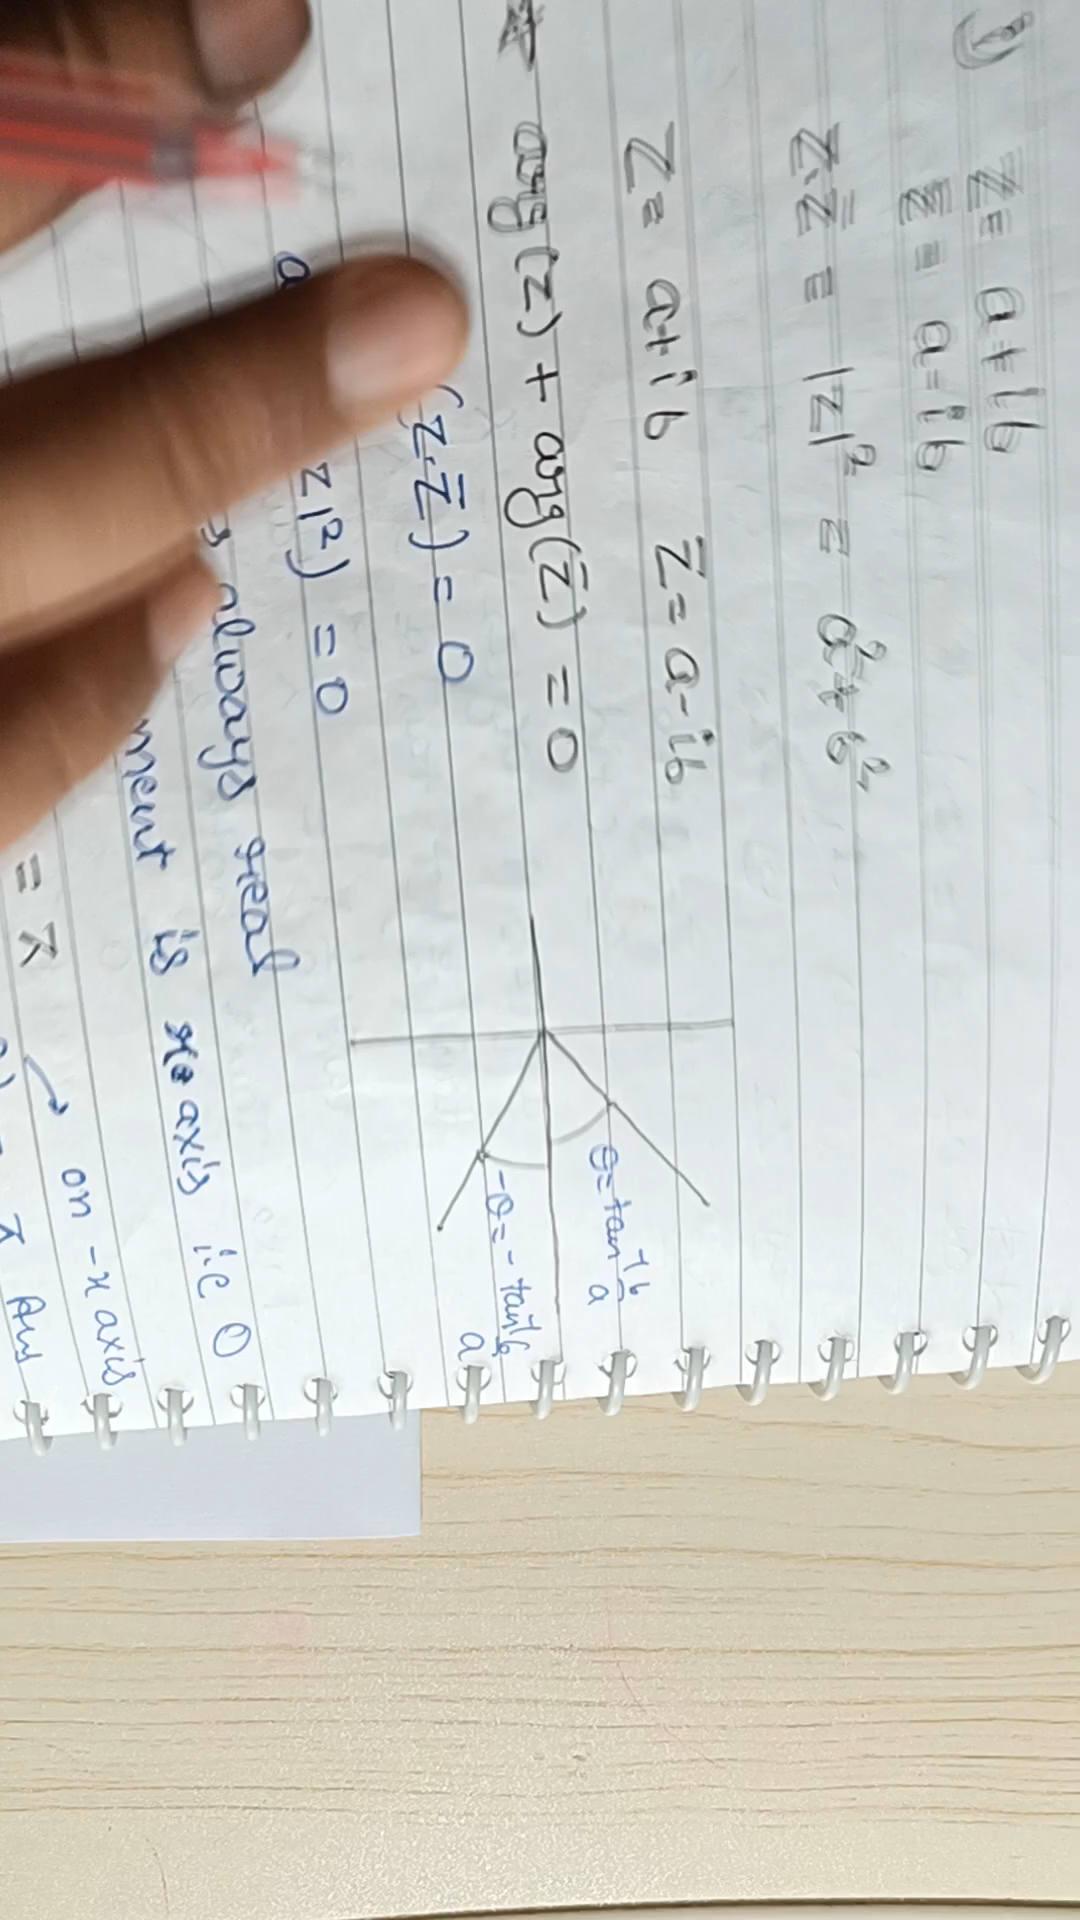 1) Z = a+ib
Z̄ = a-ib
Z.Z̄ = |Z|² = a²+b²
Z = a+ib Z̄ = a-ib
arg(Z) + arg(Z̄) = 0
θ = tan⁻¹ b/a
-θ = -tan⁻¹ b/a
(Z.Z̄) = 0
Z|²) = 0
always real
ment is x axis i.e 0
on -x axis
= π
Ans